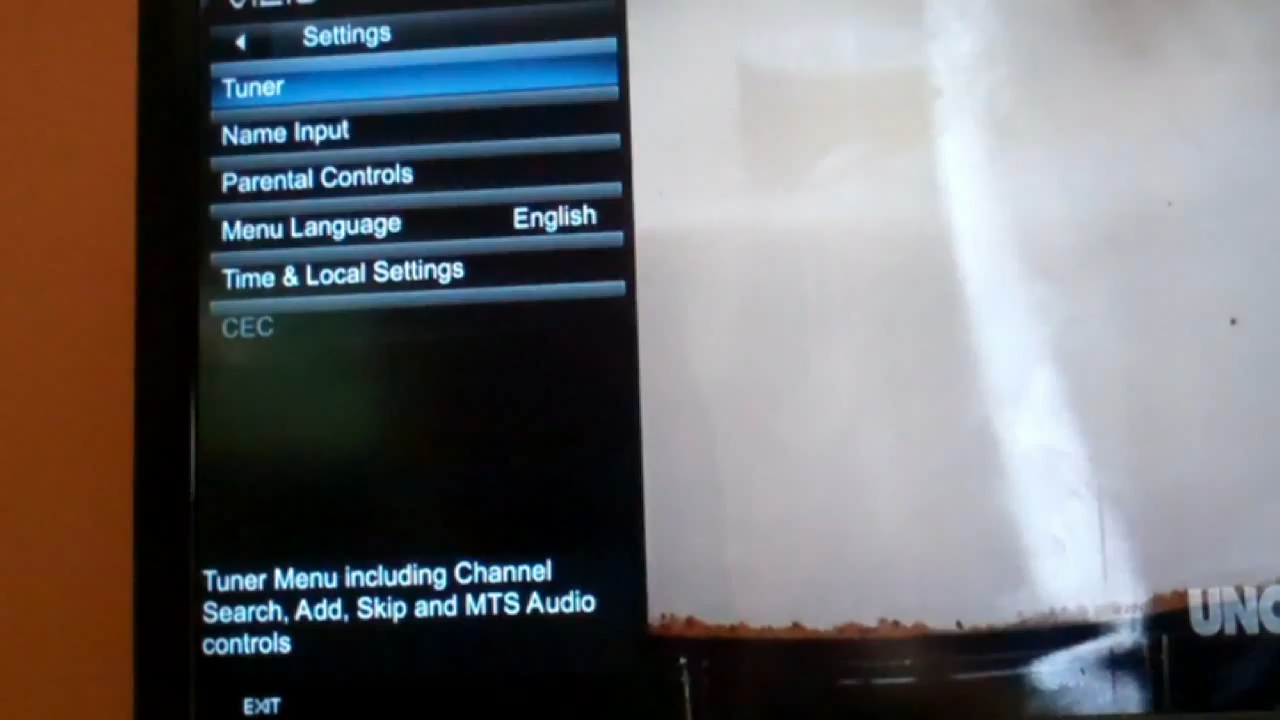 Settings
Tuner
Name Input
Parental Controls
Menu Language English
Time & Local Settings
CEC
Tuner Menu including Channel
Search, Add, Skip and MTS Audio
controls
EXIT